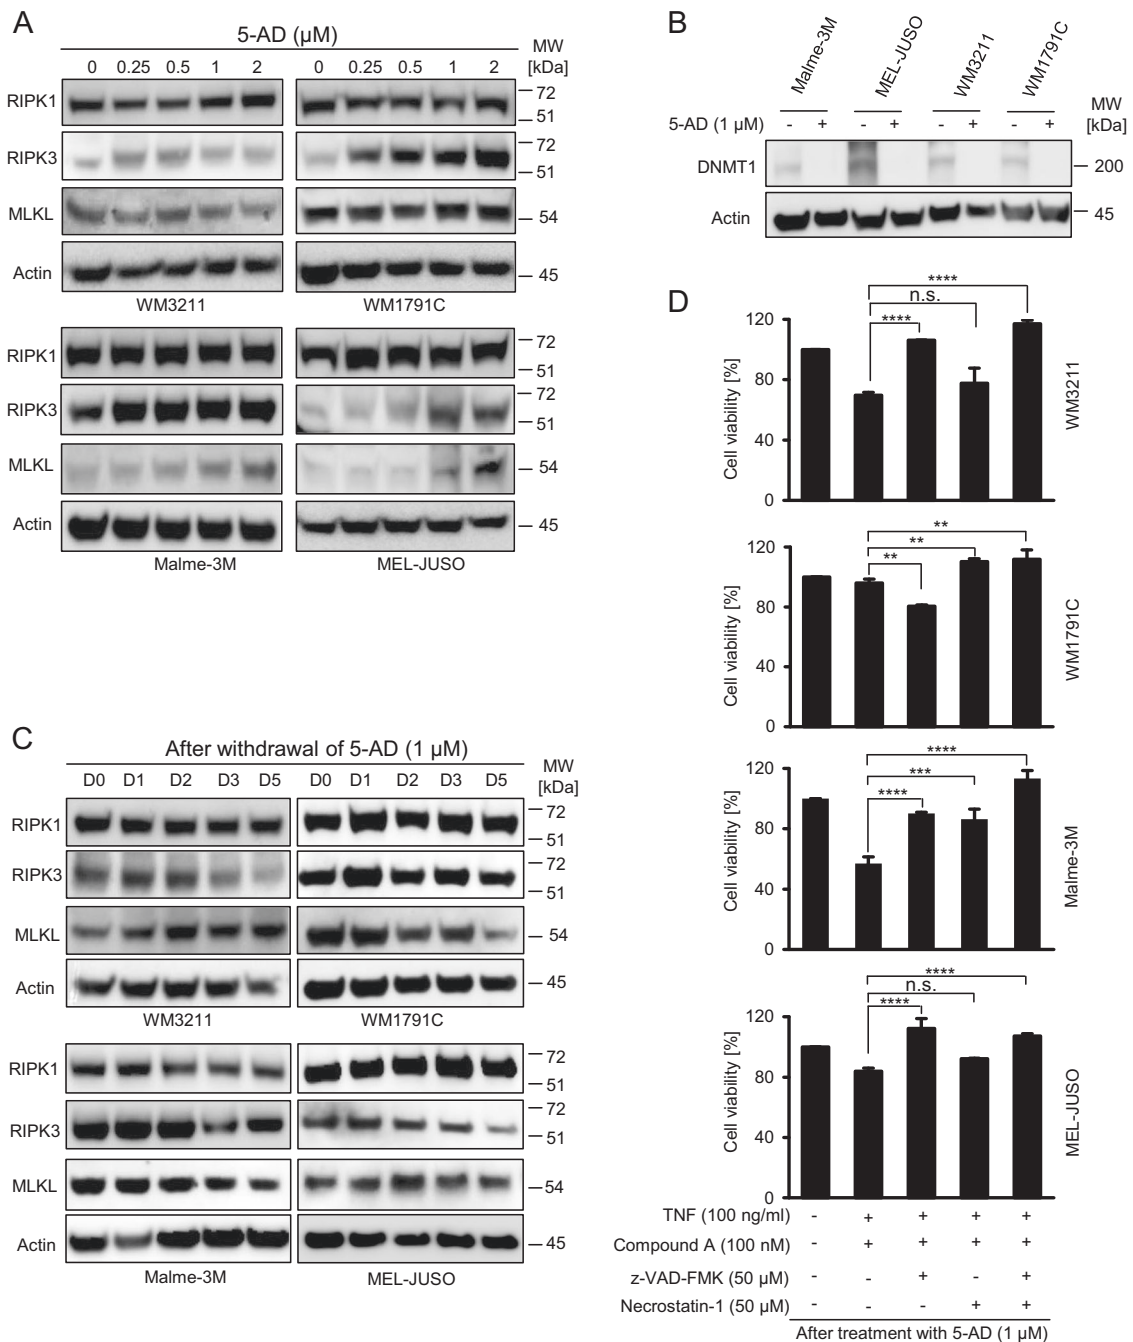 A
5-AD (µM)
MW
[kDa]
0 0.25 0.5 1 2 0 0.25 0.5 1 2
RIPK1 72
51
RIPK3 72
51
MLKL 54
Actin 45
WM3211 WM1791C
RIPK1 72
51
RIPK3 72
51
MLKL 54
Actin 45
Malme-3M MEL-JUSO
B
Malme-3M MEL-JUSO WM3211 WM1791C
MW
[kDa]
5-AD (1 µM) - + - + - + - +
DNMT1 200
Actin 45
C
After withdrawal of 5-AD (1 µM)
MW
[kDa]
D0 D1 D2 D3 D5 D0 D1 D2 D3 D5
RIPK1 72
51
RIPK3 72
51
MLKL 54
Actin 45
WM3211 WM1791C
RIPK1 72
51
RIPK3 72
51
MLKL 54
Actin 45
Malme-3M MEL-JUSO
D
****
n.s.
****
120
80
40
0
Cell viability [%]
WM3211
**
**
**
120
80
40
0
Cell viability [%]
WM1791C
****
***
****
120
80
40
0
Cell viability [%]
Malme-3M
****
n.s.
****
120
80
40
0
Cell viability [%]
MEL-JUSO
TNF (100 ng/ml) - + + + +
Compound A (100 nM) - + + + +
z-VAD-FMK (50 µM) - - + - +
Necrostatin-1 (50 µM) - - - + +
After treatment with 5-AD (1 µM)